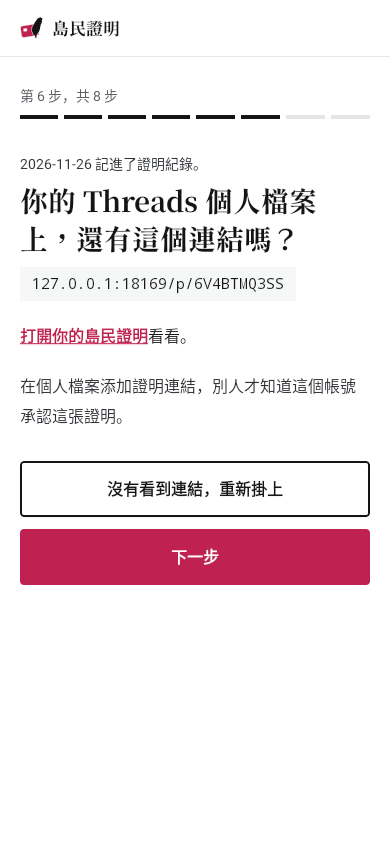 島民證明
第 6 步，共 8 步
2026-11-26 記進了證明紀錄。
你的 Threads 個人檔案
上，還有這個連結嗎？
127.0.0.1:18169/p/6V4BTMQ3SS
打開你的島民證明看看。
在個人檔案添加證明連結，別人才知道這個帳號
承認這張證明。
沒有看到連結，重新掛上
下一步